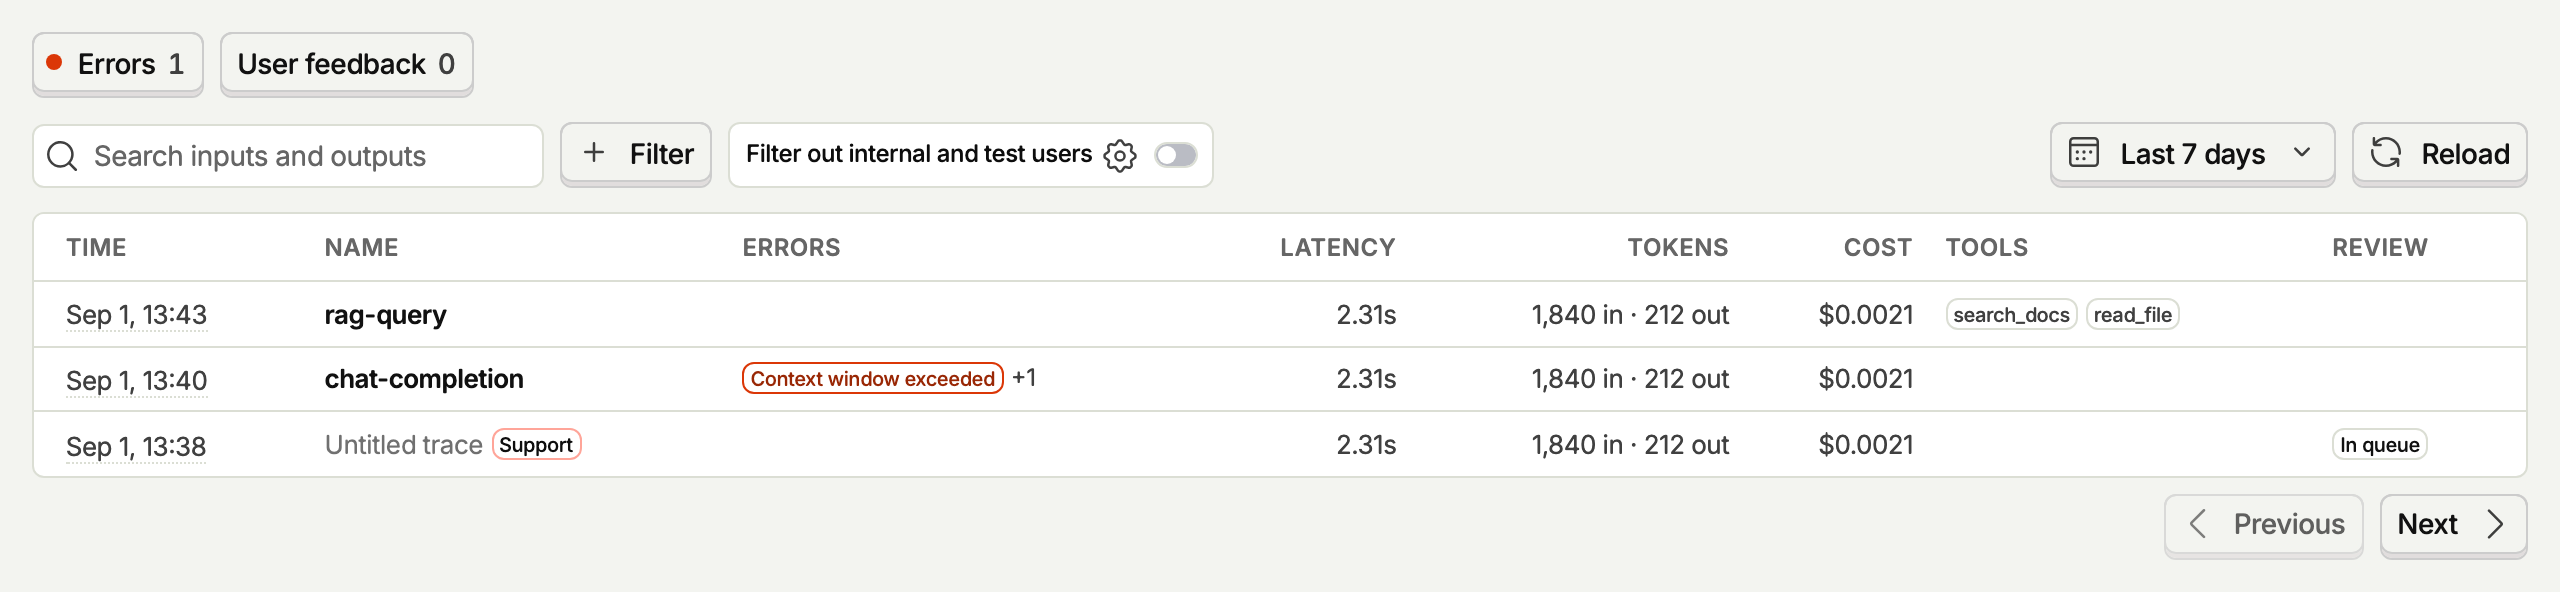 Errors 1 User feedback 0
Search inputs and outputs + Filter Filter out internal and test users Last 7 days Reload
TIME NAME ERRORS LATENCY TOKENS COST TOOLS REVIEW
Sep 1, 13:43 rag-query 2.31s 1,840 in · 212 out $0.0021 search_docs read_file
Sep 1, 13:40 chat-completion Context window exceeded +1 2.31s 1,840 in · 212 out $0.0021
Sep 1, 13:38 Untitled trace Support 2.31s 1,840 in · 212 out $0.0021 In queue
Previous Next